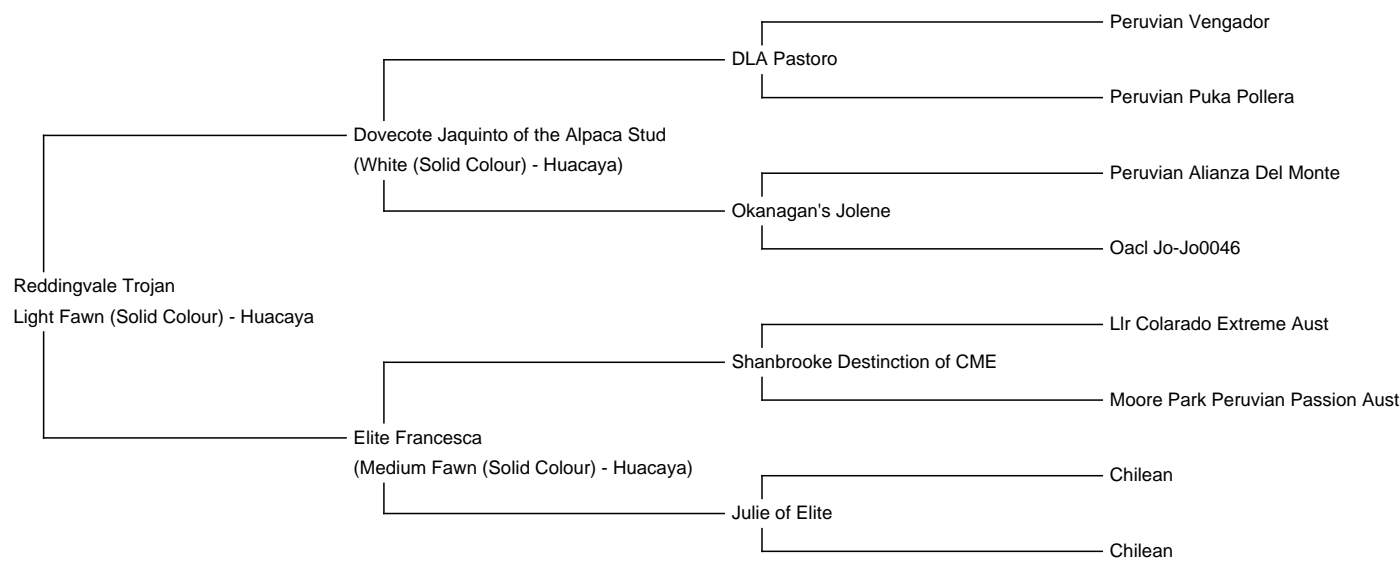 Peruvian Vengador
DLA Pastoro
Peruvian Puka Pollera
Dovecote Jaquinto of the Alpaca Stud
(White (Solid Colour) - Huacaya)
Peruvian Alianza Del Monte
Okanagan's Jolene
Oacl Jo-Jo0046
Reddingvale Trojan
Light Fawn (Solid Colour) - Huacaya
Llr Colarado Extreme Aust
Shanbrooke Destinction of CME
Moore Park Peruvian Passion Aust
Elite Francesca
(Medium Fawn (Solid Colour) - Huacaya)
Chilean
Julie of Elite
Chilean